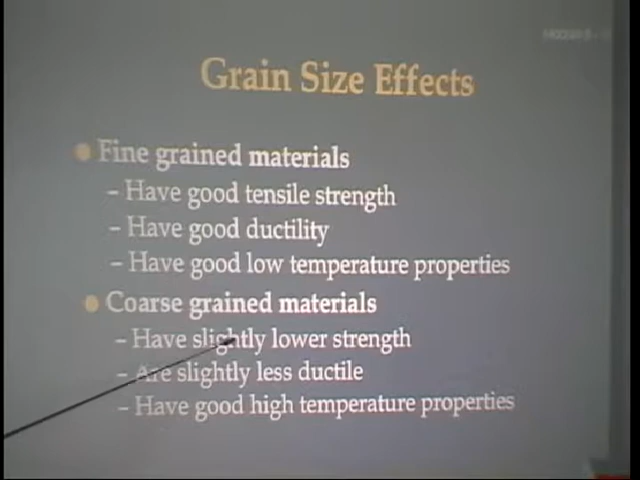 Grain Size Effects
Fine grained materials
– Have good tensile strength
– Have good ductility
– Have good low temperature properties
Coarse grained materials
– Have slightly lower strength
– Are slightly less ductile
– Have good high temperature properties